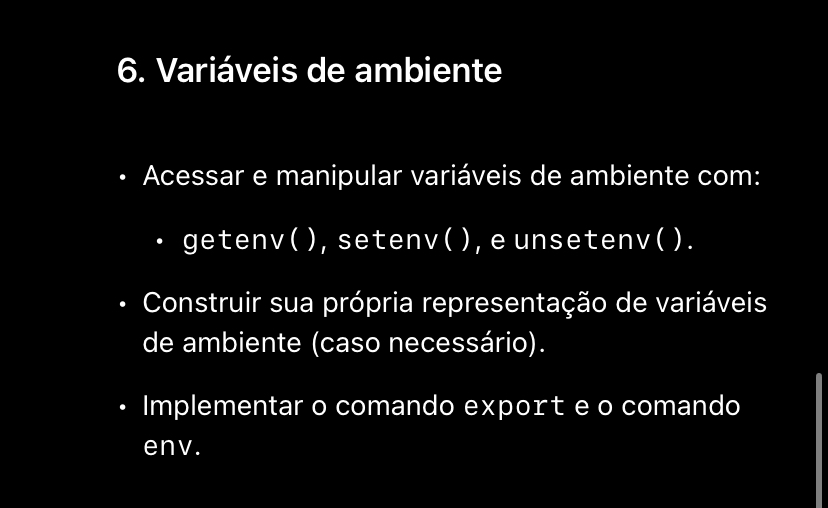 6. Variáveis de ambiente
• Acessar e manipular variáveis de ambiente com:
• getenv(), setenv(), e unsetenv().
• Construir sua própria representação de variáveis
de ambiente (caso necessário).
• Implementar o comando export e o comando
env.